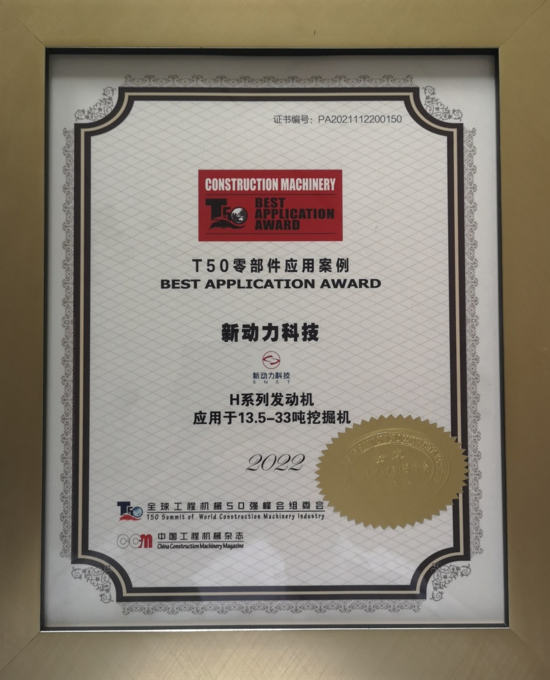 证书编号：PA2021112200150
CONSTRUCTION MACHINERY
T50 BEST
APPLICATION
AWARD
T50零部件应用案例
BEST APPLICATION AWARD
新动力科技
新动力科技
SNAT
H系列发动机
应用于13.5-33吨挖掘机
2022
T50 全球工程机械50强峰会组委会
T50 Summit of World Construction Machinery Industry
CCM 中国工程机械杂志
China Construction Machinery Magazine